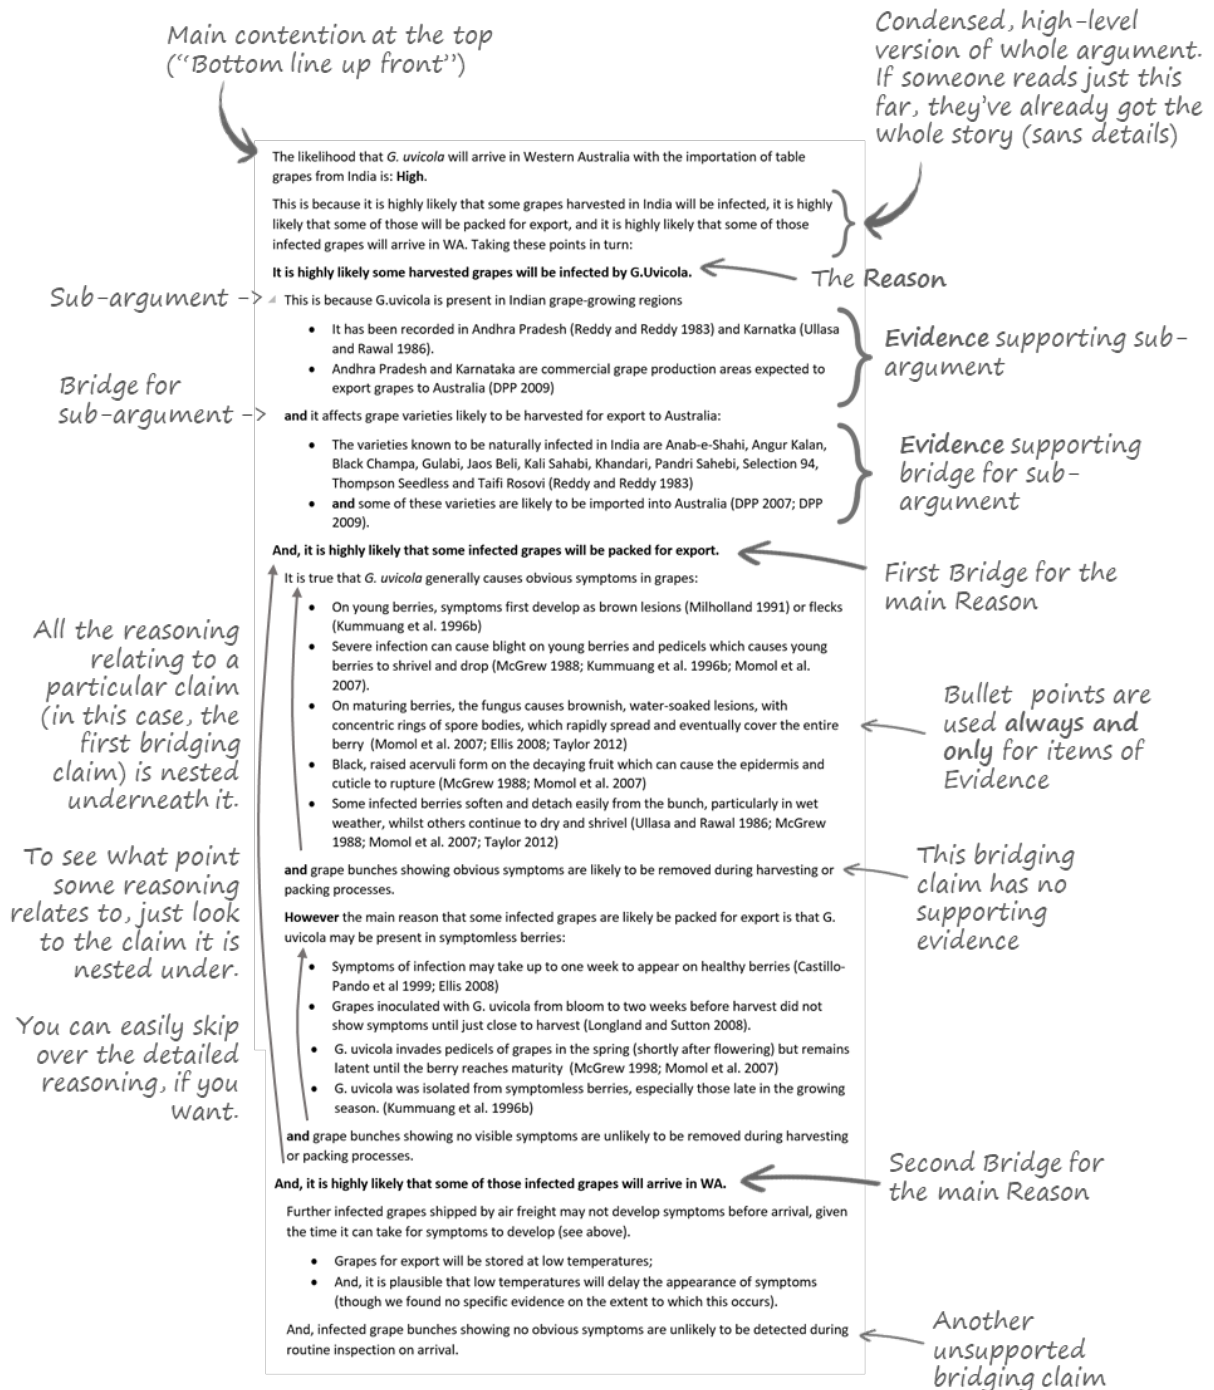 Main contention at the top
("Bottom line up front")
Condensed, high-level
version of whole argument.
If someone reads just this
far, they've already got the
whole story (sans details)
The likelihood that G. uvicola will arrive in Western Australia with the importation of table
grapes from India is: High.
This is because it is highly likely that some grapes harvested in India will be infected, it is highly
likely that some of those will be packed for export, and it is highly likely that some of those
infected grapes will arrive in WA. Taking these points in turn:
It is highly likely some harvested grapes will be infected by G.Uvicola.
The Reason
Sub-argument ->
This is because G.uvicola is present in Indian grape-growing regions
• It has been recorded in Andhra Pradesh (Reddy and Reddy 1983) and Karnatka (Ullasa
and Rawal 1986).
• Andhra Pradesh and Karnataka are commercial grape production areas expected to
export grapes to Australia (DPP 2009)
Evidence supporting sub-
argument
Bridge for
sub-argument ->
and it affects grape varieties likely to be harvested for export to Australia:
• The varieties known to be naturally infected in India are Anab-e-Shahi, Angur Kalan,
Black Champa, Gulabi, Jaos Beli, Kali Sahabi, Khandari, Pandri Sahebi, Selection 94,
Thompson Seedless and Taifi Rosovi (Reddy and Reddy 1983)
• and some of these varieties are likely to be imported into Australia (DPP 2007; DPP
2009).
Evidence supporting
bridge for sub-
argument
And, it is highly likely that some infected grapes will be packed for export.
First Bridge for the
main Reason
It is true that G. uvicola generally causes obvious symptoms in grapes:
• On young berries, symptoms first develop as brown lesions (Milholland 1991) or flecks
(Kummuang et al. 1996b)
• Severe infection can cause blight on young berries and pedicels which causes young
berries to shrivel and drop (McGrew 1988; Kummuang et al. 1996b; Momol et al.
2007).
• On maturing berries, the fungus causes brownish, water-soaked lesions, with
concentric rings of spore bodies, which rapidly spread and eventually cover the entire
berry (Momol et al. 2007; Ellis 2008; Taylor 2012)
• Black, raised acervuli form on the decaying fruit which can cause the epidermis and
cuticle to rupture (McGrew 1988; Momol et al. 2007)
• Some infected berries soften and detach easily from the bunch, particularly in wet
weather, whilst others continue to dry and shrivel (Ullasa and Rawal 1986; McGrew
1988; Momol et al. 2007; Taylor 2012)
All the reasoning
relating to a
particular claim
(in this case, the
first bridging
claim) is nested
underneath it.
Bullet points are
used always and
only for items of
Evidence
and grape bunches showing obvious symptoms are likely to be removed during harvesting or
packing processes.
This bridging
claim has no
supporting
evidence
To see what point
some reasoning
relates to, just look
to the claim it is
nested under.
However the main reason that some infected grapes are likely be packed for export is that G.
uvicola may be present in symptomless berries:
• Symptoms of infection may take up to one week to appear on healthy berries (Castillo-
Pando et al 1999; Ellis 2008)
• Grapes inoculated with G. uvicola from bloom to two weeks before harvest did not
show symptoms until just close to harvest (Longland and Sutton 2008).
• G. uvicola invades pedicels of grapes in the spring (shortly after flowering) but remains
latent until the berry reaches maturity (McGrew 1998; Momol et al. 2007)
• G. uvicola was isolated from symptomless berries, especially those late in the growing
season. (Kummuang et al. 1996b)
You can easily skip
over the detailed
reasoning, if you
want.
and grape bunches showing no visible symptoms are unlikely to be removed during harvesting
or packing processes.
And, it is highly likely that some of those infected grapes will arrive in WA.
Second Bridge for
the main Reason
Further infected grapes shipped by air freight may not develop symptoms before arrival, given
the time it can take for symptoms to develop (see above).
• Grapes for export will be stored at low temperatures;
• And, it is plausible that low temperatures will delay the appearance of symptoms
(though we found no specific evidence on the extent to which this occurs).
And, infected grape bunches showing no obvious symptoms are unlikely to be detected during
routine inspection on arrival.
Another
unsupported
bridging claim